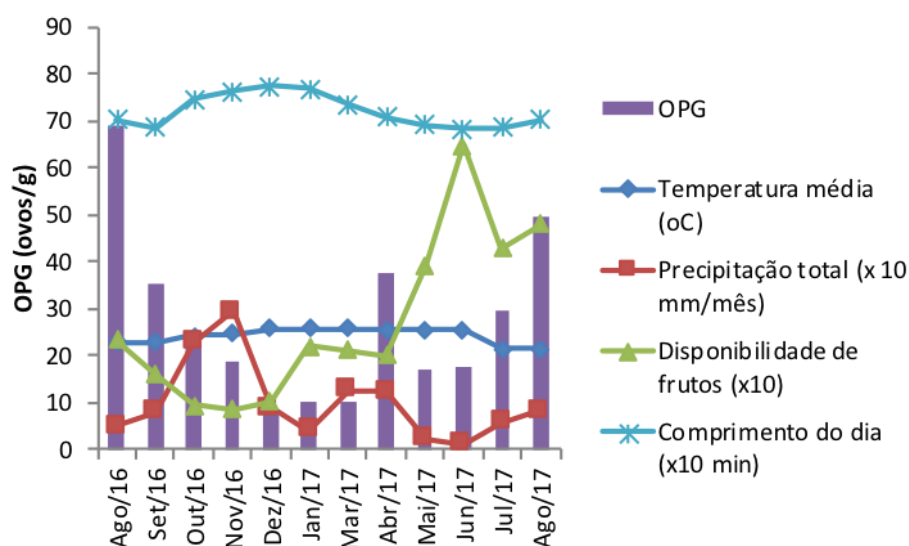 90
80
70
60
50
40
30
20
10
0
OPG (ovos/g)
Ago/16
Set/16
Out/16
Nov/16
Dez/16
Jan/17
Mar/17
Abr/17
Mai/17
Jun/17
Jul/17
Ago/17
OPG
Temperatura média
(oC)
Precipitação total (x 10
mm/mês)
Disponibilidade de
frutos (x10)
Comprimento do dia
(x10 min)